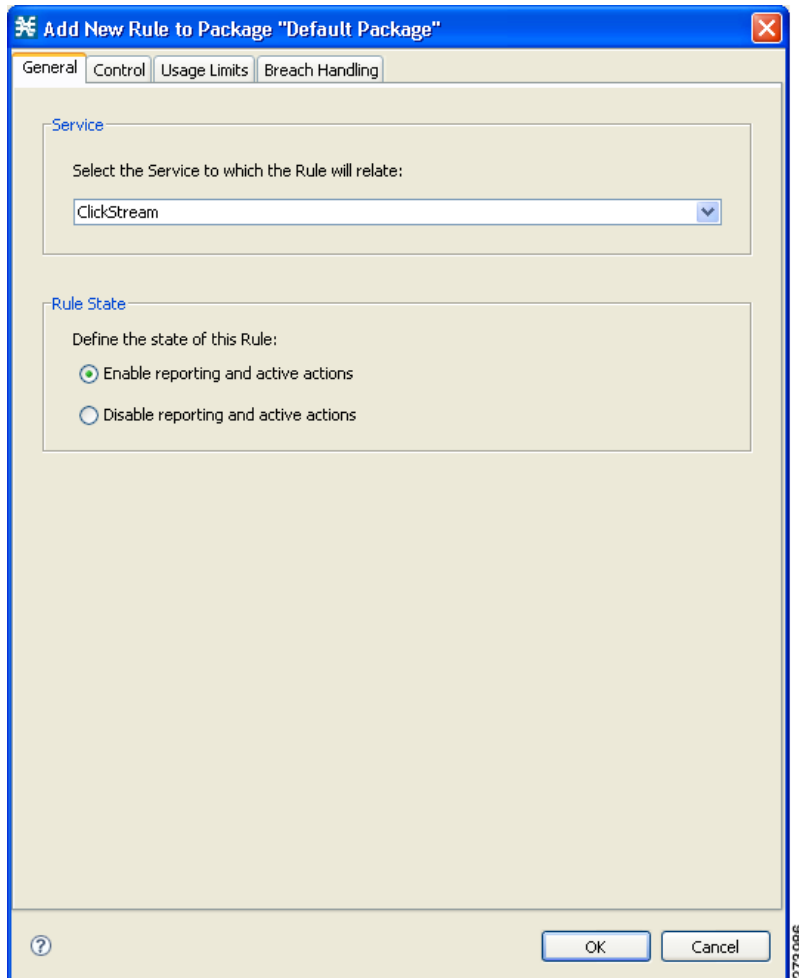 Add New Rule to Package "Default Package"
General Control Usage Limits Breach Handling
Service
Select the Service to which the Rule will relate:
ClickStream
Rule State
Define the state of this Rule:
Enable reporting and active actions
Disable reporting and active actions
?
OK Cancel
273986